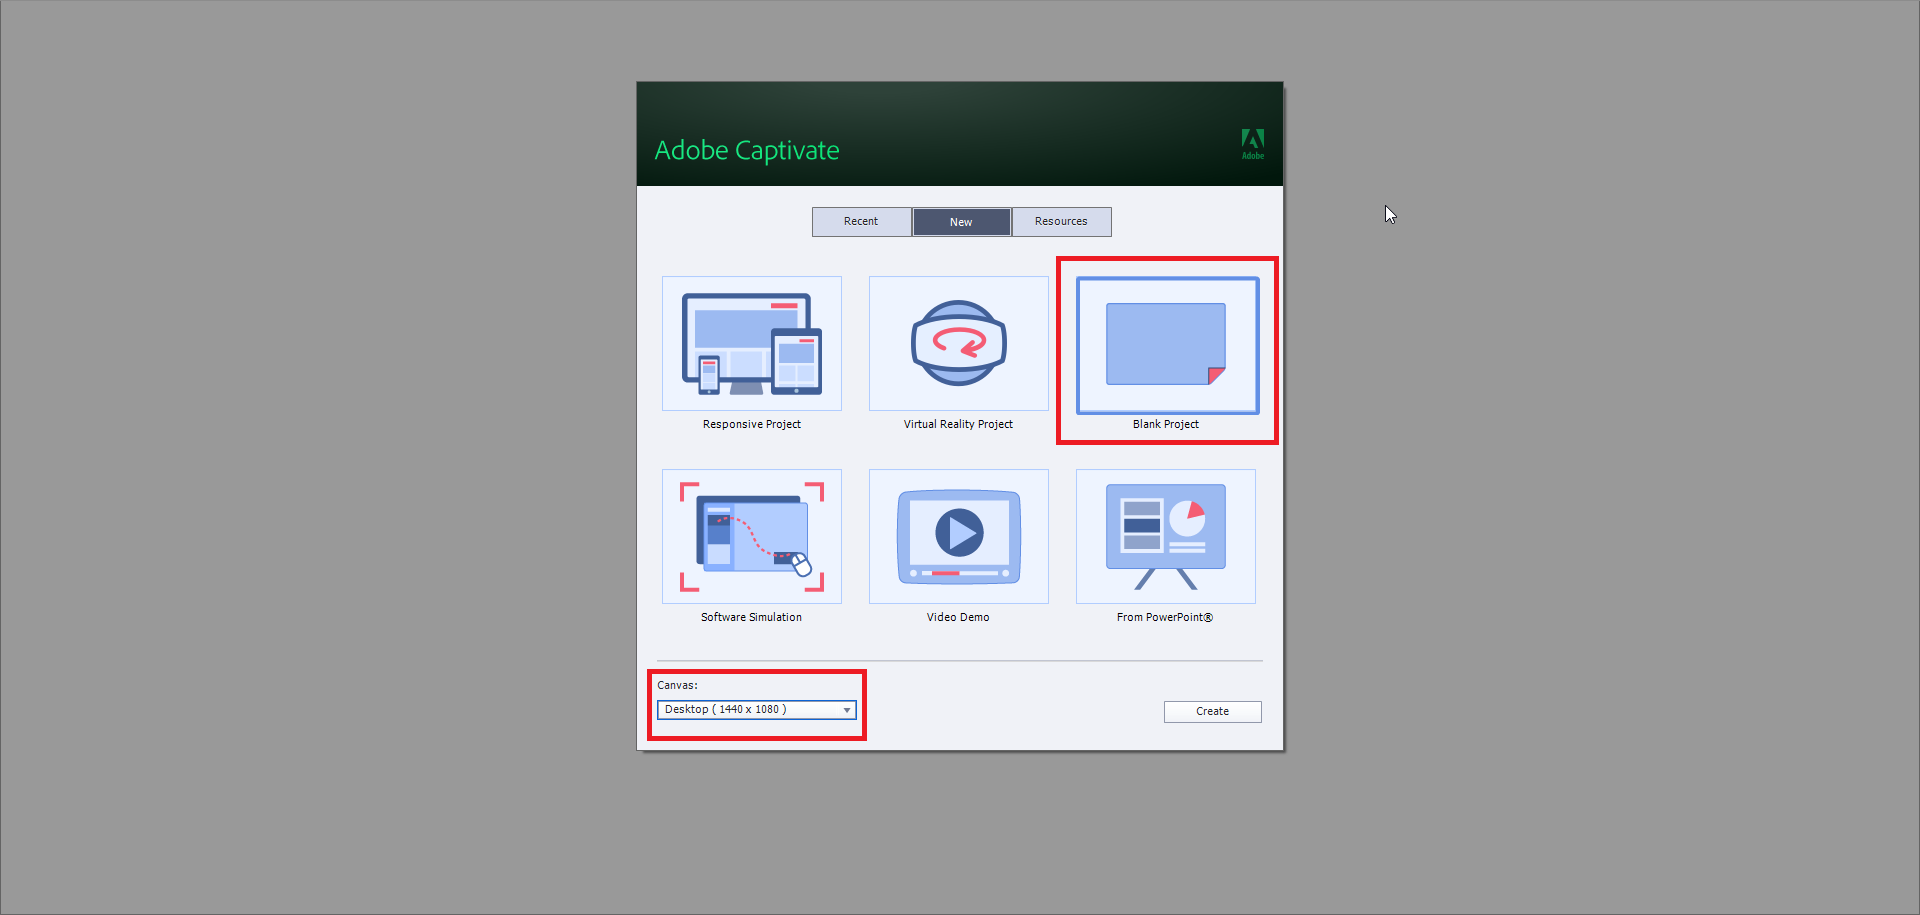 Adobe Captivate
Adobe
Recent
New
Resources
Responsive Project
Virtual Reality Project
Blank Project
Software Simulation
Video Demo
From PowerPoint®
Canvas:
Desktop ( 1440 x 1080 )
Create